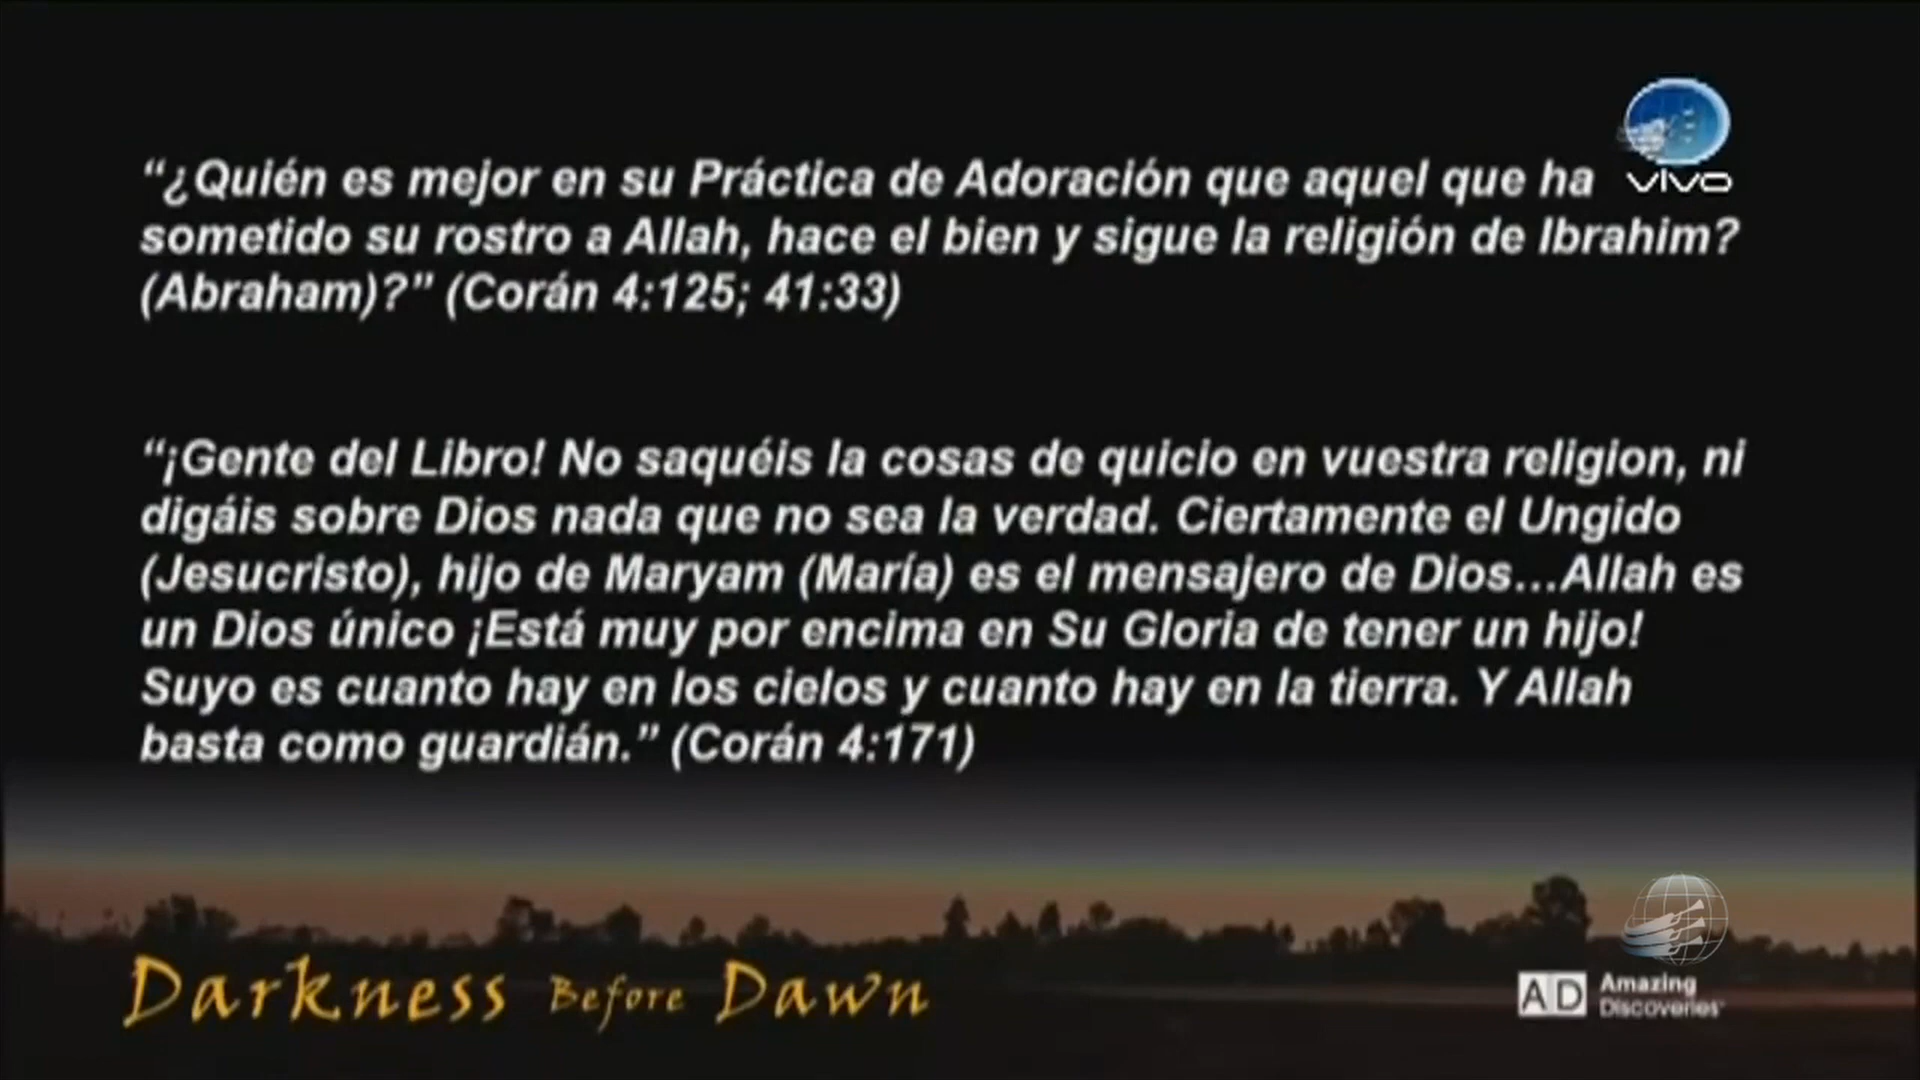 “¿Quién es mejor en su Práctica de Adoración que aquel que ha
sometido su rostro a Allah, hace el bien y sigue la religión de Ibrahim?
(Abraham)?” (Corán 4:125; 41:33)
“¡Gente del Libro! No saquéis la cosas de quicio en vuestra religion, ni
digáis sobre Dios nada que no sea la verdad. Ciertamente el Ungido
(Jesucristo), hijo de Maryam (María) es el mensajero de Dios...Allah es
un Dios único ¡Está muy por encima en Su Gloria de tener un hijo!
Suyo es cuanto hay en los cielos y cuanto hay en la tierra. Y Allah
basta como guardián.” (Corán 4:171)
VIVO
Darkness Before Dawn
AD Amazing
Discoveries